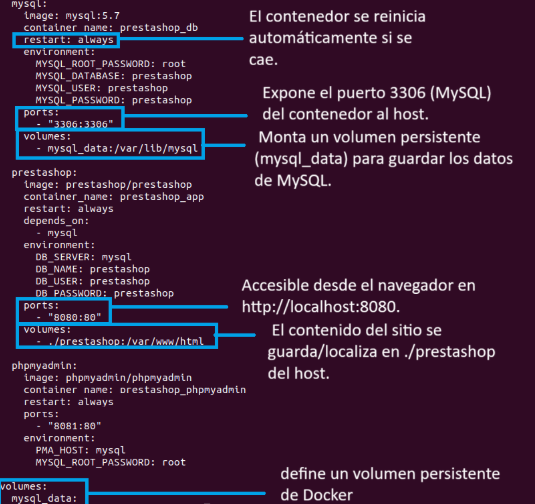 mysql:
image: mysql:5.7
container_name: prestashop_db
restart: always
environment:
MYSQL_ROOT_PASSWORD: root
MYSQL_DATABASE: prestashop
MYSQL_USER: prestashop
MYSQL_PASSWORD: prestashop
ports:
- "3306:3306"
volumes:
- mysql_data:/var/lib/mysql
El contenedor se reinicia
automáticamente si se
cae.
Expone el puerto 3306 (MySQL)
del contenedor al host.
Monta un volumen persistente
(mysql_data) para guardar los datos
de MySQL.
prestashop:
image: prestashop/prestashop
container_name: prestashop_app
restart: always
depends_on:
- mysql
environment:
DB_SERVER: mysql
DB_NAME: prestashop
DB_USER: prestashop
DB_PASSWORD: prestashop
ports:
- "8080:80"
volumes:
- ./prestashop:/var/www/html
Accesible desde el navegador en
http://localhost:8080.
El contenido del sitio se
guarda/localiza en ./prestashop
del host.
phpmyadmin:
image: phpmyadmin/phpmyadmin
container_name: prestashop_phpmyadmin
restart: always
ports:
- "8081:80"
environment:
PMA_HOST: mysql
MYSQL_ROOT_PASSWORD: root
volumes:
mysql_data:
define un volumen persistente
de Docker